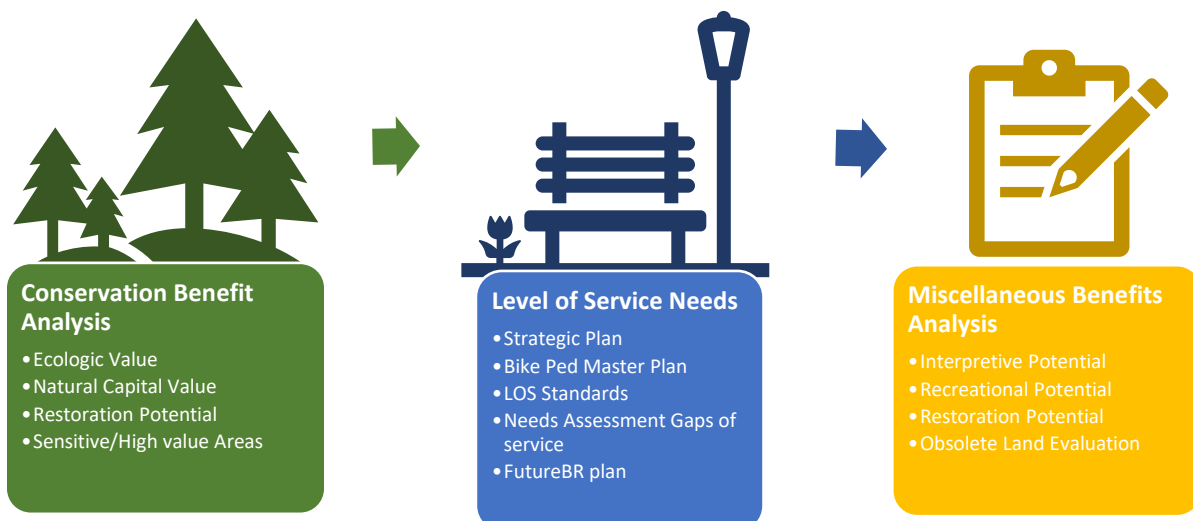 Conservation Benefit
Analysis
•Ecologic Value
•Natural Capital Value
•Restoration Potential
•Sensitive/High value Areas
Level of Service Needs
•Strategic Plan
•Bike Ped Master Plan
•LOS Standards
•Needs Assessment Gaps of
service
•FutureBR plan
Miscellaneous Benefits
Analysis
•Interpretive Potential
•Recreational Potential
•Restoration Potential
•Obsolete Land Evaluation